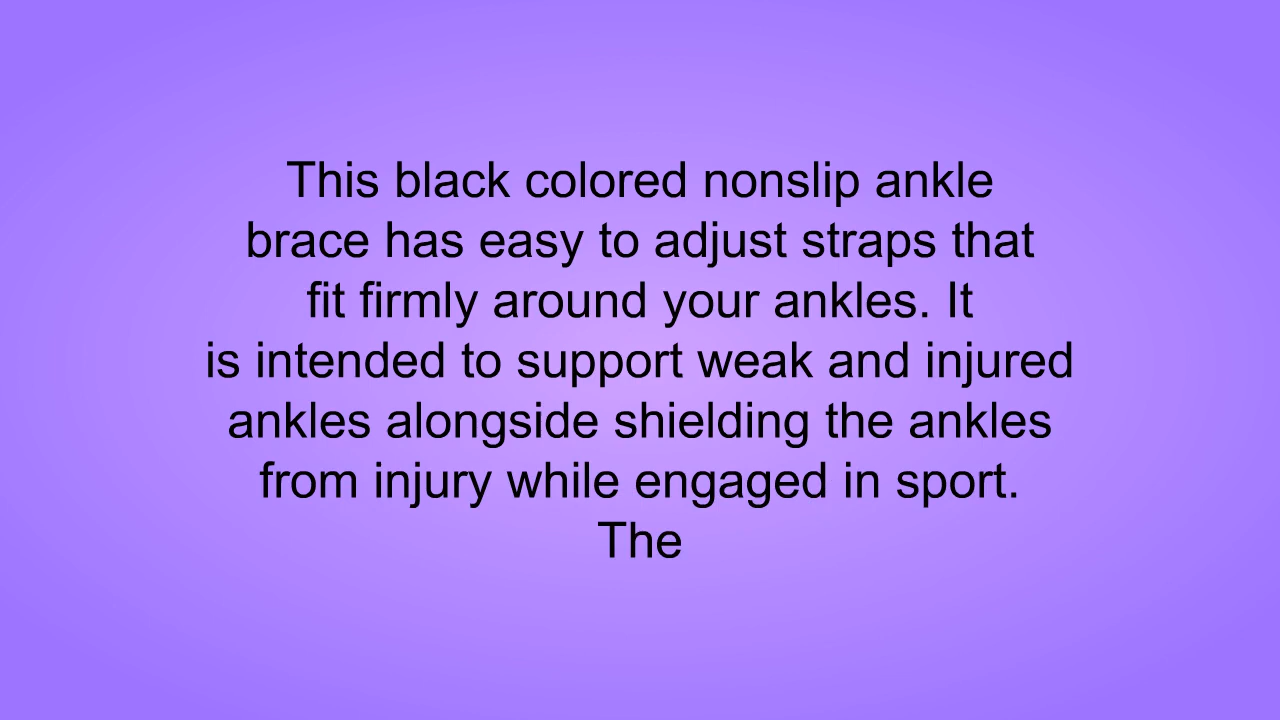 This black colored nonslip ankle
brace has easy to adjust straps that
fit firmly around your ankles. It
is intended to support weak and injured
ankles alongside shielding the ankles
from injury while engaged in sport.
The